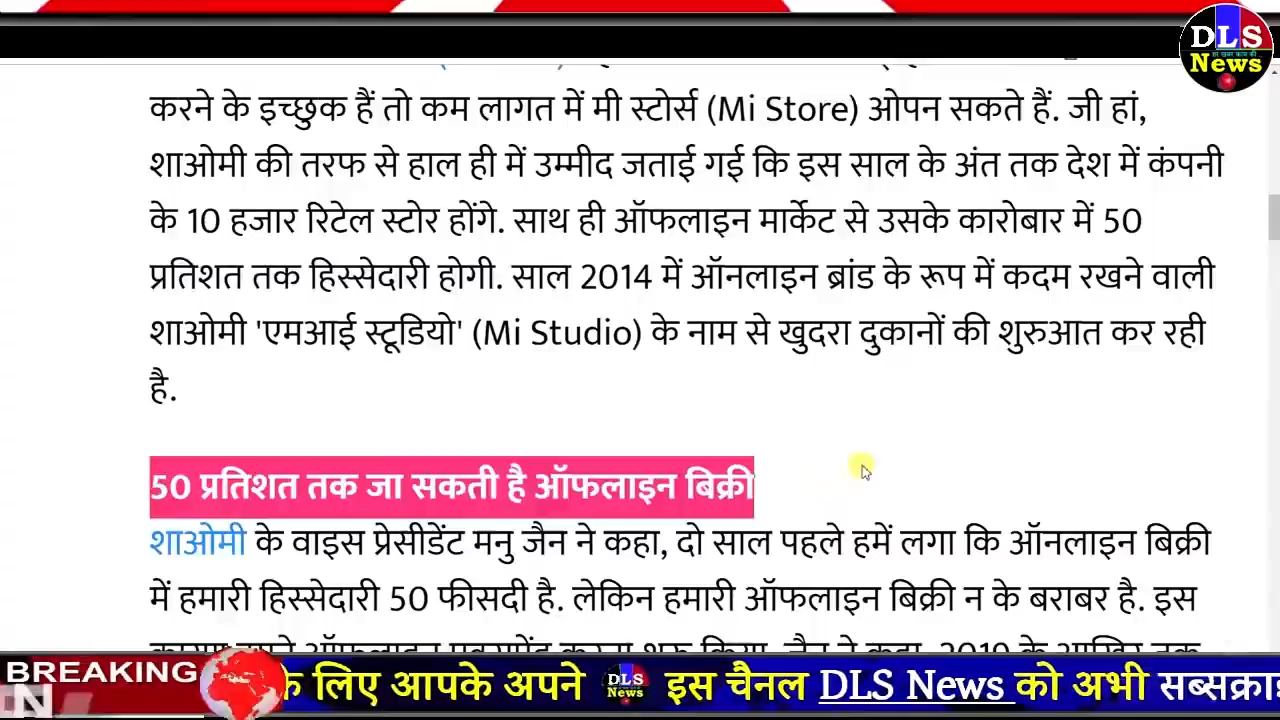 DLS
News
करने के इच्छुक हैं तो कम लागत में मी स्टोर्स (Mi Store) ओपन सकते हैं. जी हां,
शाओमी की तरफ से हाल ही में उम्मीद जताई गई कि इस साल के अंत तक देश में कंपनी
के 10 हजार रिटेल स्टोर होंगे. साथ ही ऑफलाइन मार्केट से उसके कारोबार में 50
प्रतिशत तक हिस्सेदारी होगी. साल 2014 में ऑनलाइन ब्रांड के रूप में कदम रखने वाली
शाओमी 'एमआई स्टूडियो' (Mi Studio) के नाम से खुदरा दुकानों की शुरुआत कर रही
है.
50 प्रतिशत तक जा सकती है ऑफलाइन बिक्री
शाओमी के वाइस प्रेसीडेंट मनु जैन ने कहा, दो साल पहले हमें लगा कि ऑनलाइन बिक्री
में हमारी हिस्सेदारी 50 फीसदी है. लेकिन हमारी ऑफलाइन बिक्री न के बराबर है. इस
BREAKING
N
के लिए आपके अपने DLS News इस चैनल DLS News को अभी सब्सक्रा